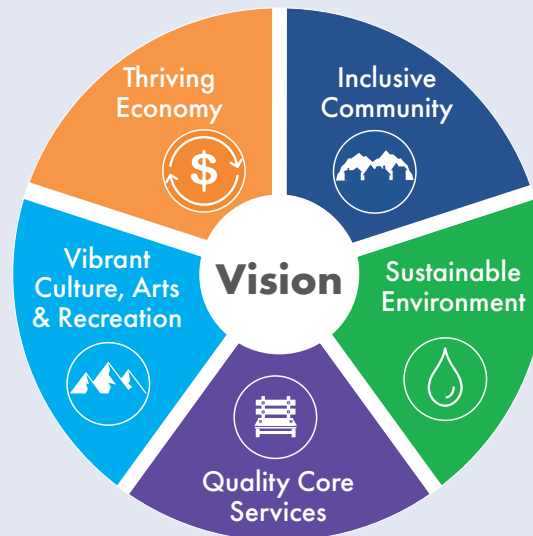 Thriving
Economy
$
Inclusive
Community
Vibrant
Culture, Arts
& Recreation
Vision
Sustainable
Environment
Quality Core
Services